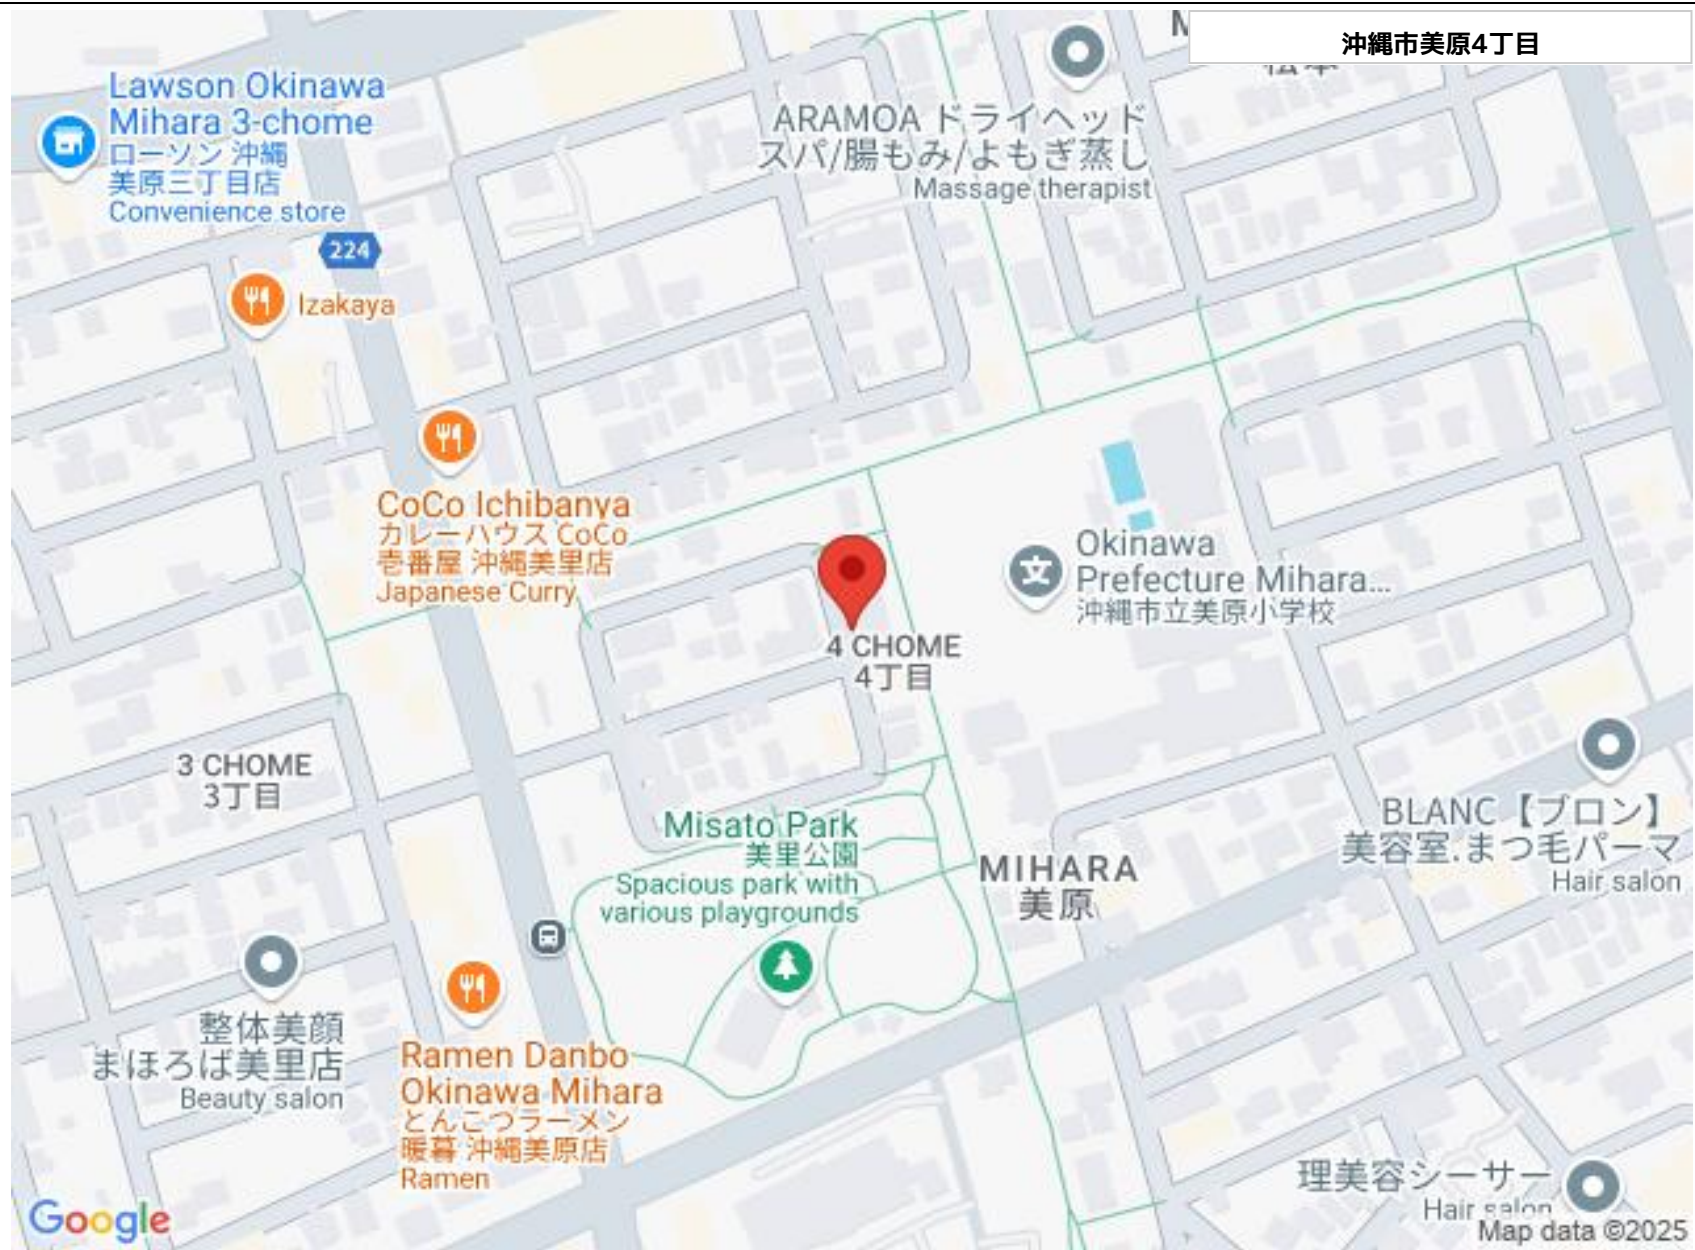 沖縄市美原4丁目
Lawson Okinawa
Mihara 3-chome
ローソン 沖縄
美原三丁目店
Convenience store
ARAMOA ドライヘッド
スパ/腸もみ/よもぎ蒸し
Massage therapist
224
Izakaya
CoCo Ichibanya
カレーハウス CoCo
壱番屋 沖縄美里店
Japanese Curry
Okinawa
Prefecture Mihara...
沖縄市立美原小学校
文
4 CHOME
4丁目
3 CHOME
3丁目
Misato Park
美里公園
Spacious park with
various playgrounds
MIHARA
美原
BLANC【ブロン】
美容室.まつ毛パーマ
Hair salon
整体美顔
まほろば美里店
Beauty salon
Ramen Danbo
Okinawa Mihara
とんこつラーメン
暖暮 沖縄美原店
Ramen
理美容シーサー
Hair salon
Google
Map data ©2025